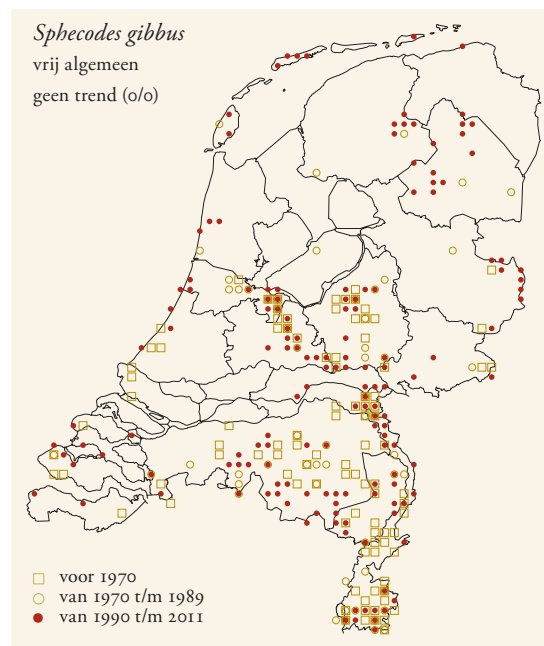 Sphecodes gibbus
vrij algemeen
geen trend (0/0)
voor 1970
van 1970 t/m 1989
van 1990 t/m 2011